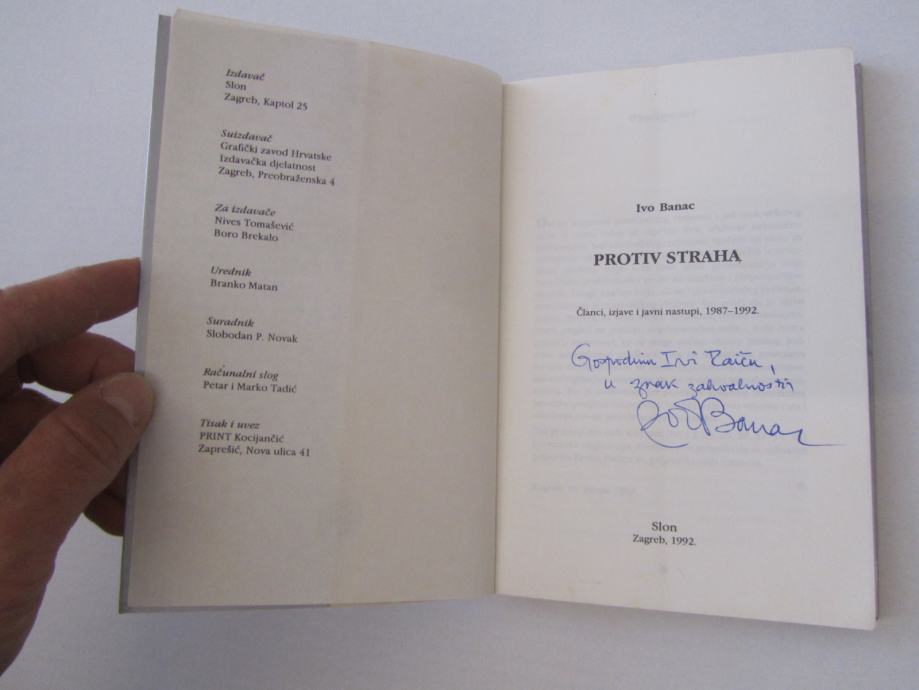 Izdavač
Slon
Zagreb, Kaptol 25
Suizdavač
Grafički zavod Hrvatske
Izdavačka djelatnost
Zagreb, Preobraženska 4
Za izdavače
Nives Tomašević
Boro Brekalo
Urednik
Branko Matan
Suradnik
Slobodan P. Novak
Računalni slog
Petar i Marko Tadić
Tisak i uvez
PRINT Kocijančić
Zaprešić, Nova ulica 41
Ivo Banac
PROTIV STRAHA
Članci, izjave i javni nastupi, 1987–1992.
Gospodinu Ivi
u znak zahvalnosti
Ivo Banac
Slon
Zagreb, 1992.